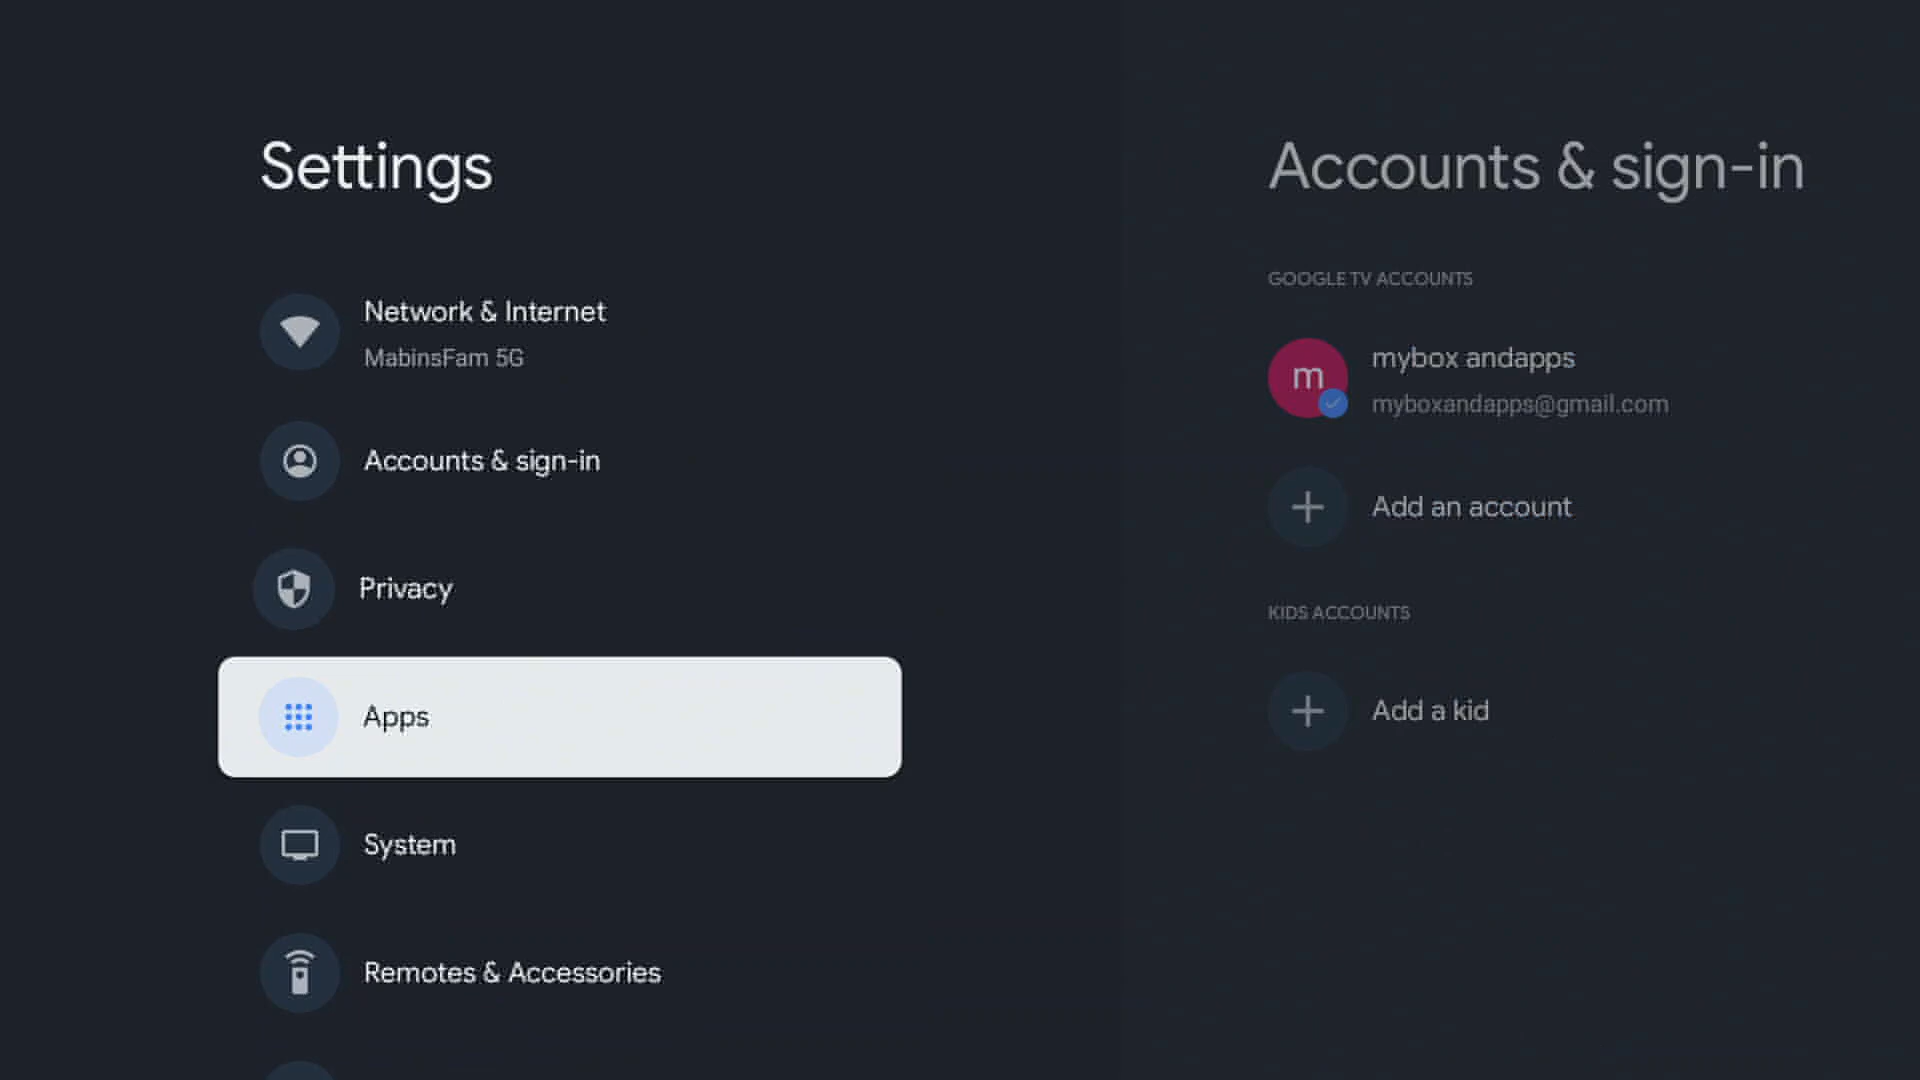 Settings
Network & Internet
MabinsFam 5G
Accounts & sign-in
Privacy
Apps
System
Remotes & Accessories
Accounts & sign-in
GOOGLE TV ACCOUNTS
m
mybox andapps
myboxandapps@gmail.com
Add an account
KIDS ACCOUNTS
Add a kid